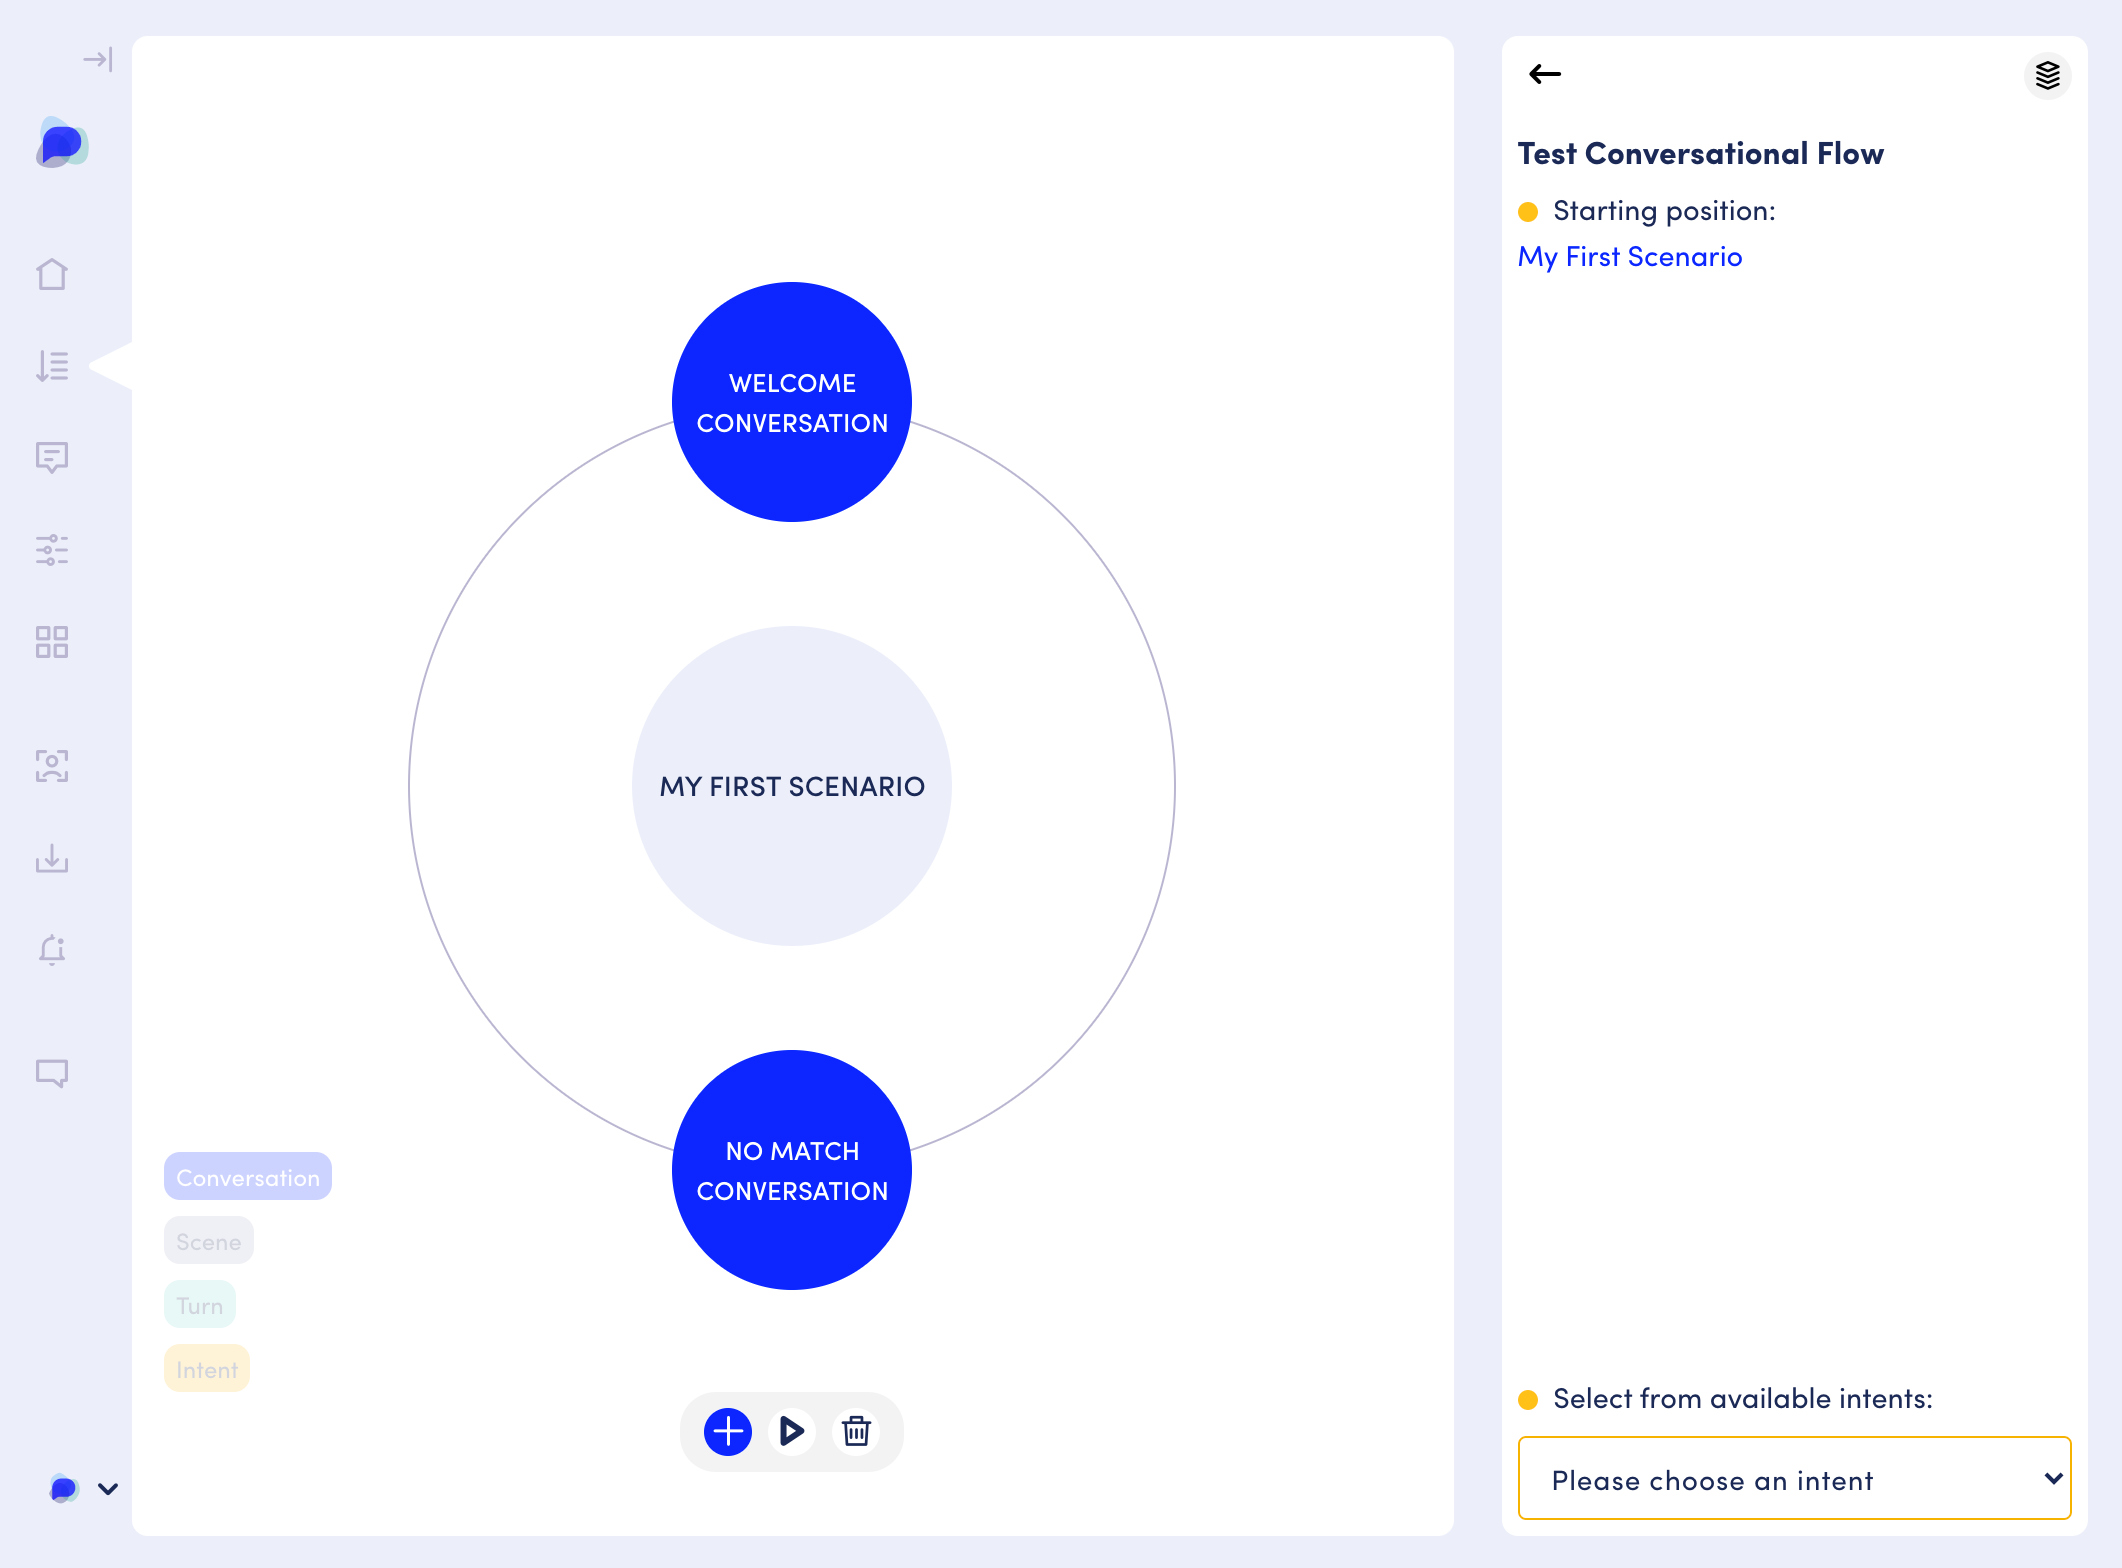 WELCOME
CONVERSATION
MY FIRST SCENARIO
NO MATCH
CONVERSATION
Conversation
Scene
Turn
Intent
Test Conversational Flow
Starting position:
My First Scenario
Select from available intents:
Please choose an intent